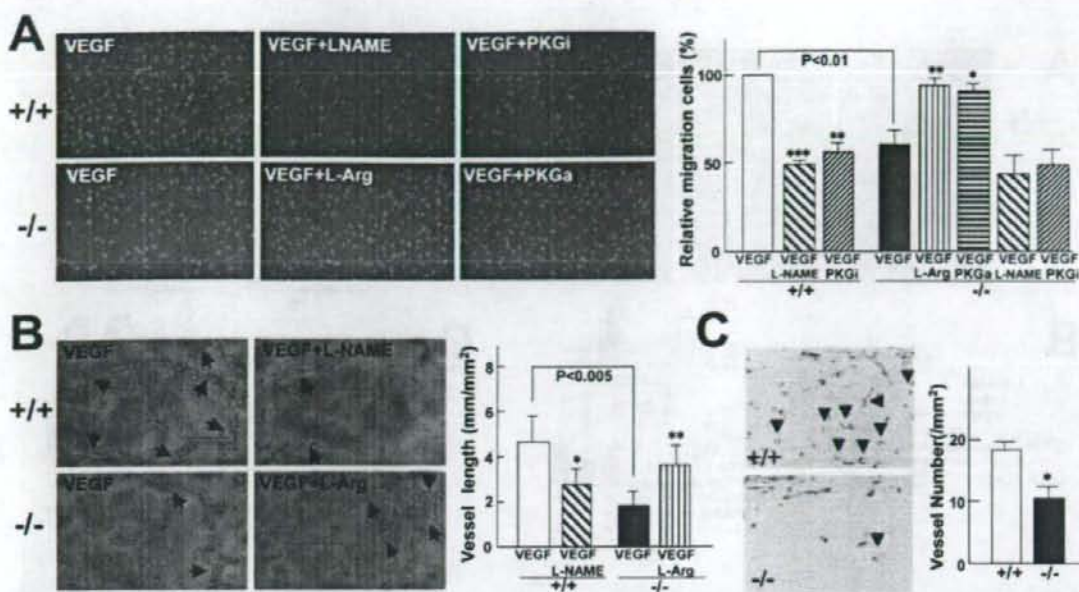 A
VEGF VEGF+LNAME VEGF+PKGi
+/+
VEGF VEGF+L-Arg VEGF+PKGa
-/-
Relative migration cells (%)
100
50
0
P<0.01
*** ** ** *
VEGF VEGF VEGF VEGF VEGF VEGF VEGF VEGF
L-NAME PKGi L-Arg PKGa L-NAME PKGi
+/+ -/-
B
VEGF VEGF+L-NAME
+/+
VEGF VEGF+L-Arg
-/-
Vessel length (mm/mm²)
8
6
4
2
0
P<0.005
* **
VEGF VEGF VEGF VEGF
L-NAME L-Arg
+/+ -/-
C
+/+
-/-
Vessel Number(/mm²)
20
10
0
*
+/+ -/-